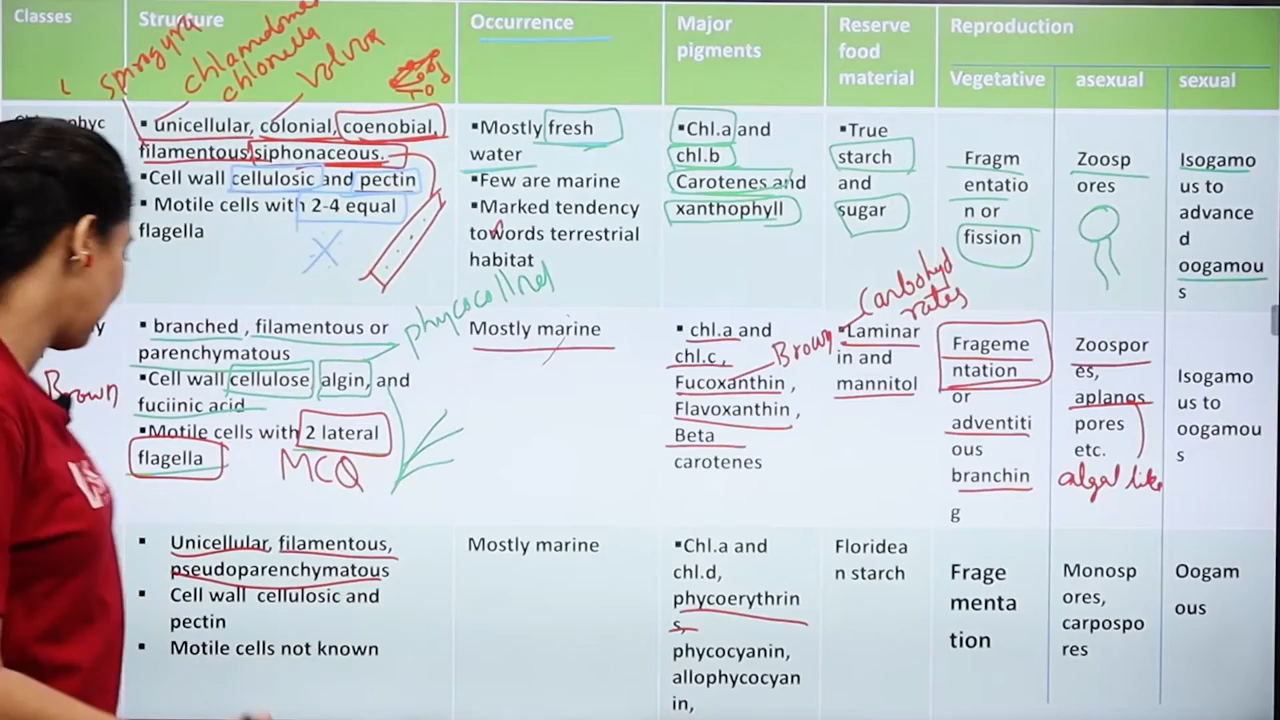 Classes
Structure
Occurrence
Major
pigments
Reserve
food
material
Reproduction
Vegetative
asexual
sexual
spirogyra
chlorella
volvox
▪ unicellular, colonial, coenobial,
filamentous siphonaceous.
▪Cell wall cellulosic and pectin
▪ Motile cells with 2-4 equal
flagella
▪Mostly fresh
water
▪Few are marine
▪Marked tendency
towords terrestrial
habitat
▪Chl.a and
chl.b
Carotenes and
xanthophyll
▪True
starch
and
sugar
Fragm
entatio
n or
fission
Zoosp
ores
Isogamo
us to
advance
d
oogamou
s
Brown
▪ branched , filamentous or
parenchymatous
▪Cell wall cellulose algin, and
fuciinic acid
▪Motile cells with 2 lateral
flagella
MCQ
Mostly marine
▪ chl.a and
chl.c ,
Fucoxanthin ,
Flavoxanthin ,
Beta
carotenes
Brown
Carbohyd
rates
▪Laminar
in and
mannitol
Frageme
ntation
or
adventiti
ous
branchin
g
Zoospor
es,
aplanos
pores
etc.
algal like
Isogamo
us to
oogamou
s
▪ Unicellular, filamentous,
pseudoparenchymatous
▪ Cell wall cellulosic and
pectin
▪ Motile cells not known
Mostly marine
▪Chl.a and
chl.d,
phycoerythrin
s,
phycocyanin,
allophycocyan
in,
Floridea
n starch
Frage
menta
tion
Monosp
ores,
carpospo
res
Oogam
ous